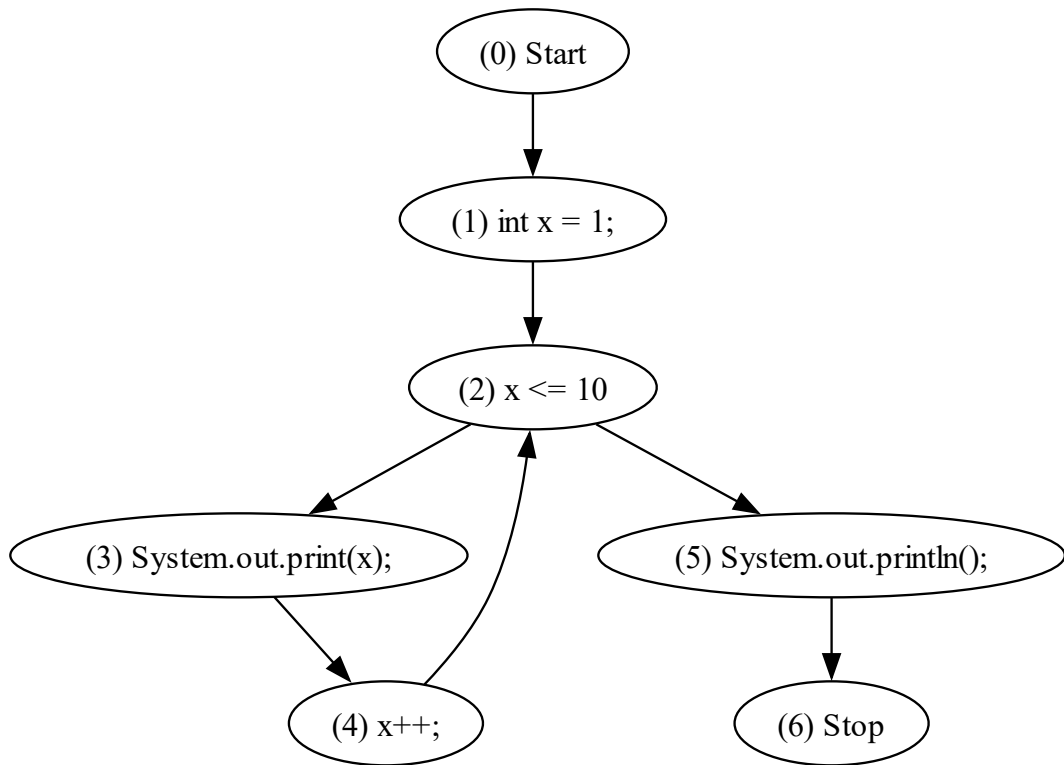 (0) Start
(1) int x = 1;
(2) x <= 10
(3) System.out.print(x);
(5) System.out.println();
(4) x++;
(6) Stop